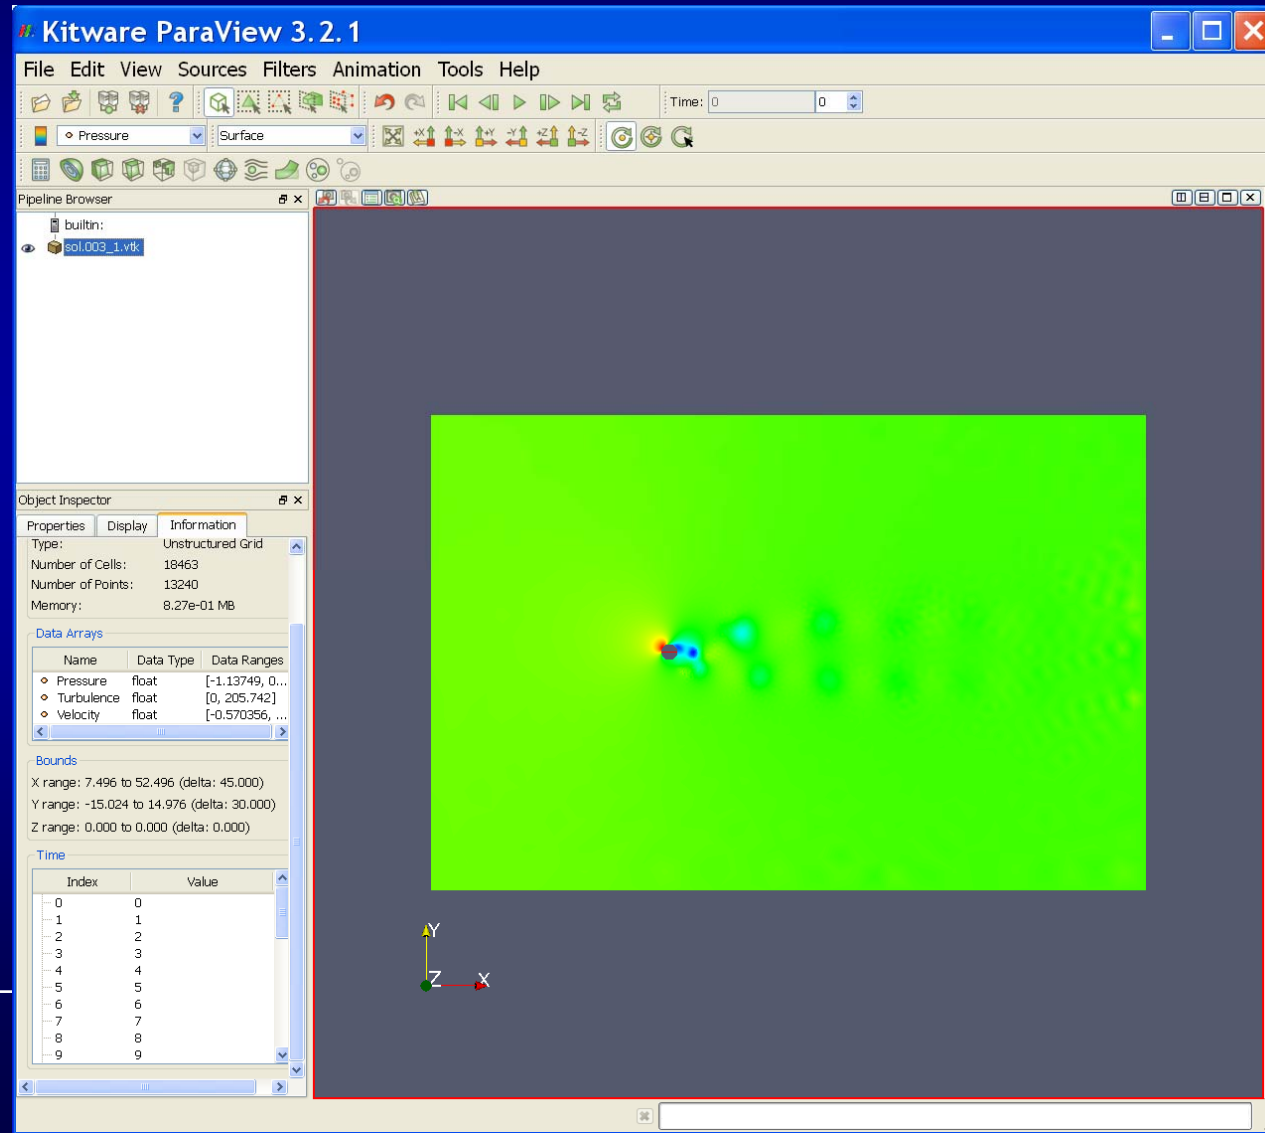 Kitware ParaView 3.2.1
File Edit View Sources Filters Animation Tools Help
Time: 0 0
Pressure Surface
+X -X +Y -Y +Z -Z
Pipeline Browser
builtin:
sol.003_1.vtk
Object Inspector
Properties Display Information
Type: Unstructured Grid
Number of Cells: 18463
Number of Points: 13240
Memory: 8.27e-01 MB
Data Arrays
Name Data Type Data Ranges
Pressure float [-1.13749, 0...
Turbulence float [0, 205.742]
Velocity float [-0.570356, ...
Bounds
X range: 7.496 to 52.496 (delta: 45.000)
Y range: -15.024 to 14.976 (delta: 30.000)
Z range: 0.000 to 0.000 (delta: 0.000)
Time
Index Value
0 0
1 1
2 2
3 3
4 4
5 5
6 6
7 7
8 8
9 9
Y
Z X